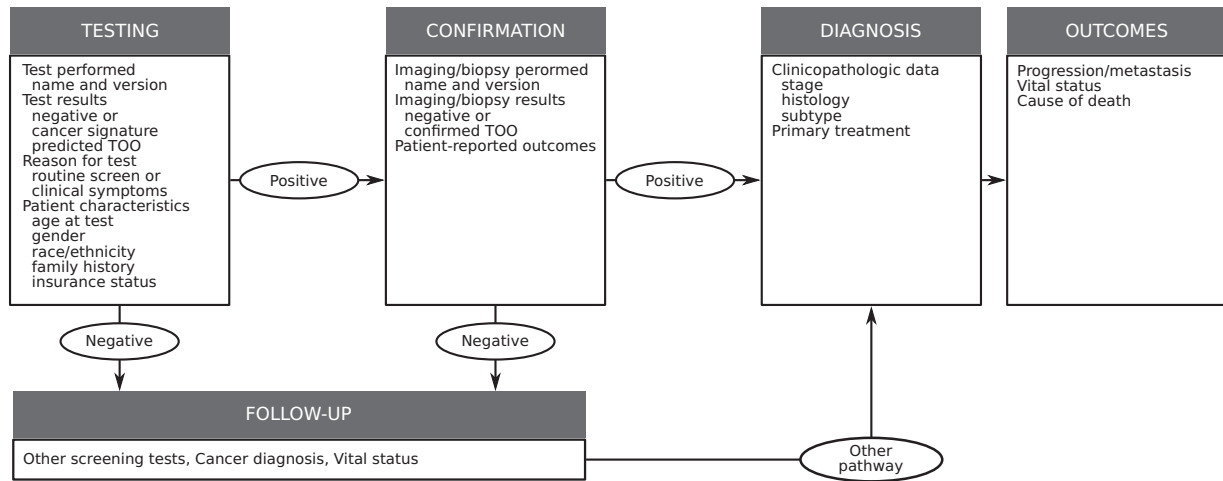 TESTING
Test performed
name and version
Test results
negative or
cancer signature
predicted TOO
Reason for test
routine screen or
clinical symptoms
Patient characteristics
age at test
gender
race/ethnicity
family history
insurance status
Positive
CONFIRMATION
Imaging/biopsy perormed
name and version
Imaging/biopsy results
negative or
confirmed TOO
Patient-reported outcomes
Positive
DIAGNOSIS
Clinicopathologic data
stage
histology
subtype
Primary treatment
OUTCOMES
Progression/metastasis
Vital status
Cause of death
Negative
Negative
FOLLOW-UP
Other screening tests, Cancer diagnosis, Vital status
Other
pathway